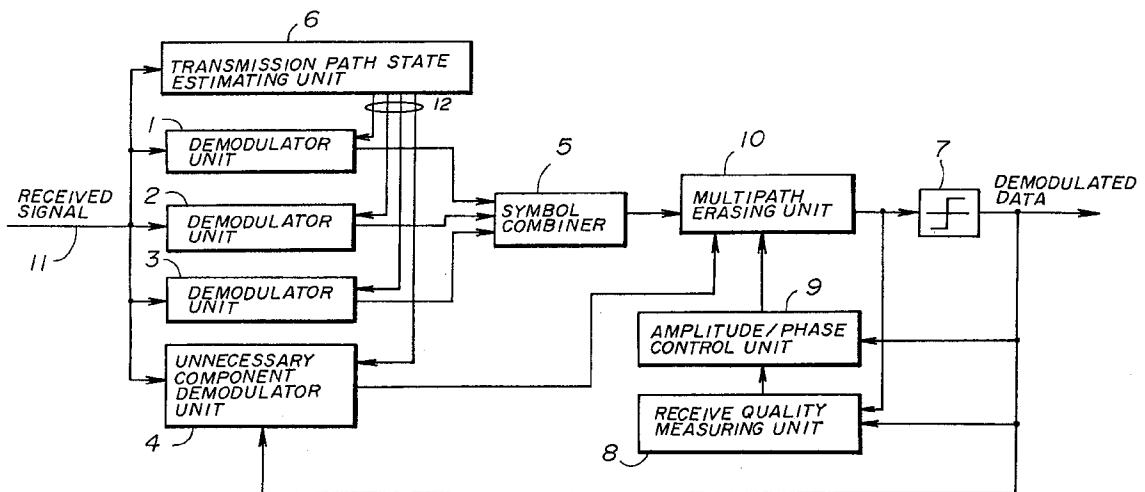 6
TRANSMISSION PATH STATE
ESTIMATING UNIT
12
1
DEMODULATOR
UNIT
5
10
7
RECEIVED
SIGNAL
2
DEMODULATOR
UNIT
SYMBOL
COMBINER
MULTIPATH
ERASING UNIT
DEMODULATED
DATA
11
3
DEMODULATOR
UNIT
9
AMPLITUDE/PHASE
CONTROL UNIT
UNNECESSARY
COMPONENT
DEMODULATOR
UNIT
4
RECEIVE QUALITY
MEASURING UNIT
8